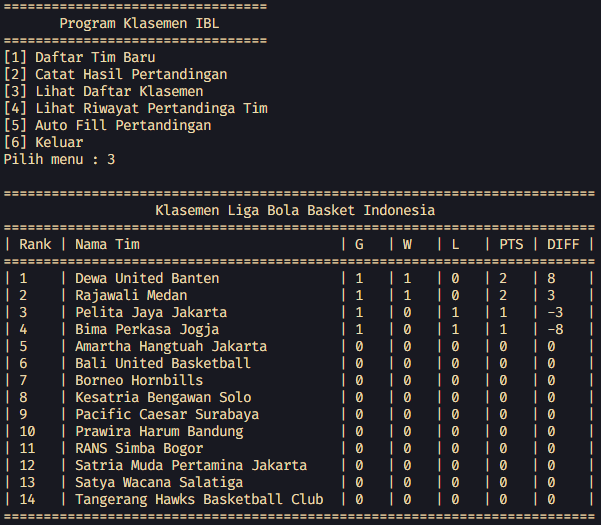 =================================
       Program Klasemen IBL
=================================
[1] Daftar Tim Baru
[2] Catat Hasil Pertandingan
[3] Lihat Daftar Klasemen
[4] Lihat Riwayat Pertandinga Tim
[5] Auto Fill Pertandingan
[6] Keluar
Pilih menu : 3

==========================================================================
                   Klasemen Liga Bola Basket Indonesia
==========================================================================
| Rank | Nama Tim                         | G   | W   | L   | PTS | DIFF |
==========================================================================
| 1    | Dewa United Banten               | 1   | 1   | 0   | 2   | 8    |
| 2    | Rajawali Medan                   | 1   | 1   | 0   | 2   | 3    |
| 3    | Pelita Jaya Jakarta              | 1   | 0   | 1   | 1   | -3   |
| 4    | Bima Perkasa Jogja               | 1   | 0   | 1   | 1   | -8   |
| 5    | Amartha Hangtuah Jakarta         | 0   | 0   | 0   | 0   | 0    |
| 6    | Bali United Basketball           | 0   | 0   | 0   | 0   | 0    |
| 7    | Borneo Hornbills                 | 0   | 0   | 0   | 0   | 0    |
| 8    | Kesatria Bengawan Solo           | 0   | 0   | 0   | 0   | 0    |
| 9    | Pacific Caesar Surabaya          | 0   | 0   | 0   | 0   | 0    |
| 10   | Prawira Harum Bandung            | 0   | 0   | 0   | 0   | 0    |
| 11   | RANS Simba Bogor                 | 0   | 0   | 0   | 0   | 0    |
| 12   | Satria Muda Pertamina Jakarta    | 0   | 0   | 0   | 0   | 0    |
| 13   | Satya Wacana Salatiga            | 0   | 0   | 0   | 0   | 0    |
| 14   | Tangerang Hawks Basketball Club  | 0   | 0   | 0   | 0   | 0    |
==========================================================================